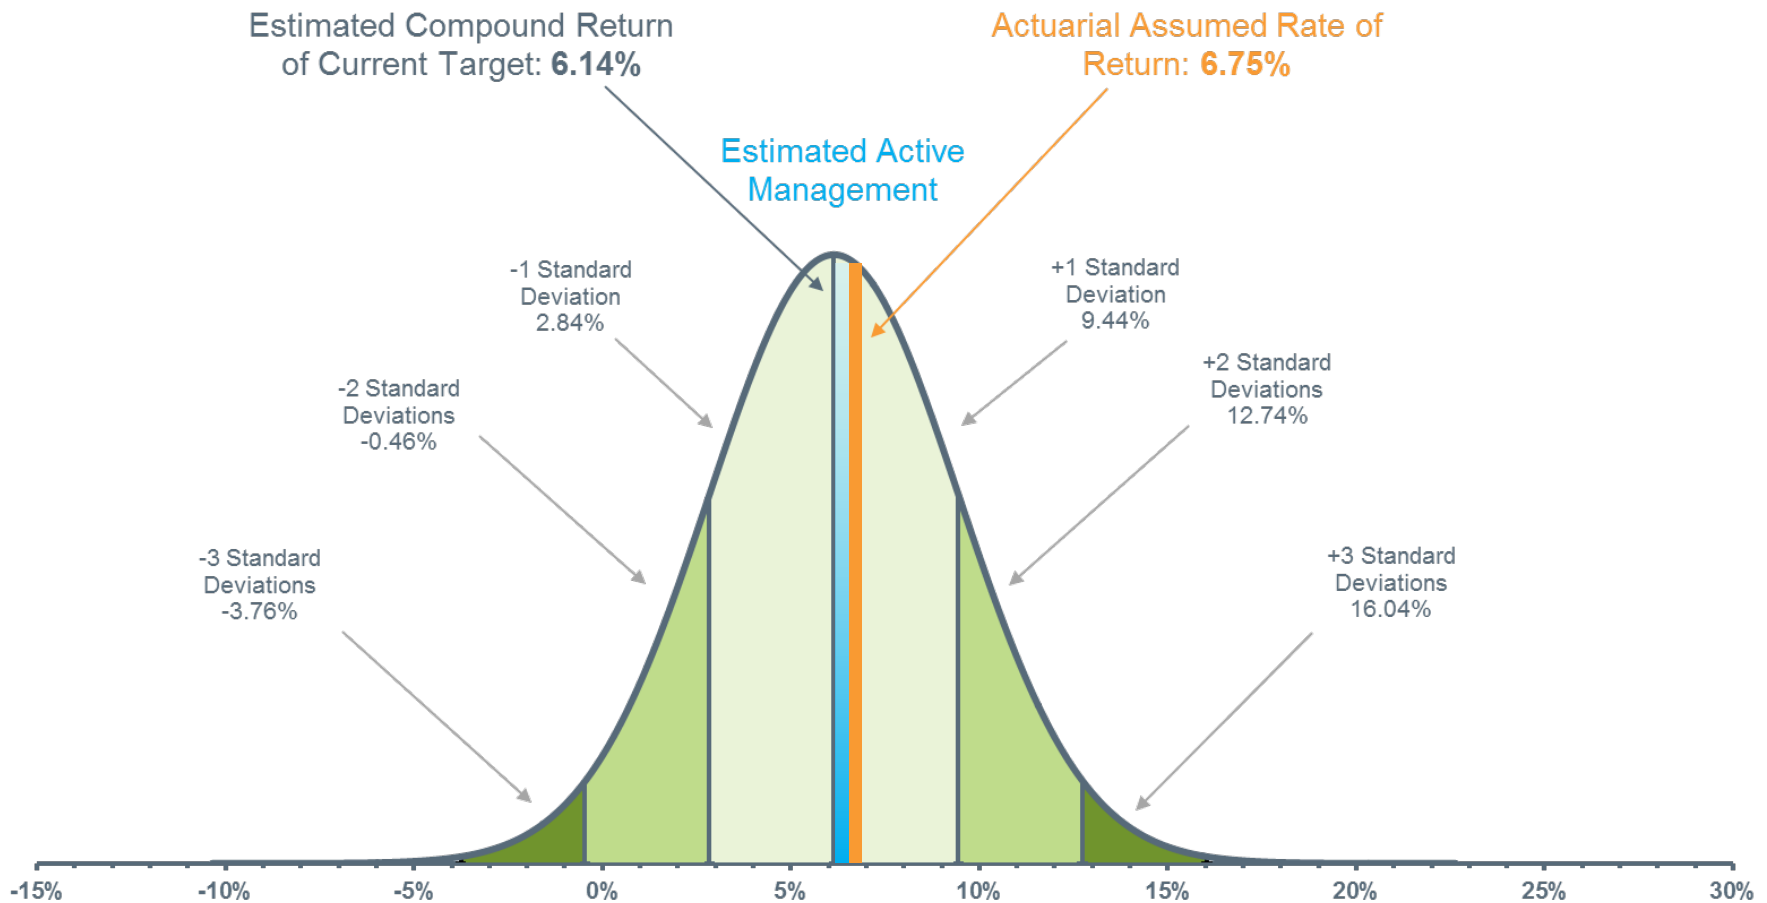 Estimated Compound Return
of Current Target: 6.14%
Actuarial Assumed Rate of
Return: 6.75%
Estimated Active
Management
-1 Standard
Deviation
2.84%
+1 Standard
Deviation
9.44%
-2 Standard
Deviations
-0.46%
+2 Standard
Deviations
12.74%
-3 Standard
Deviations
-3.76%
+3 Standard
Deviations
16.04%
-15% -10% -5% 0% 5% 10% 15% 20% 25% 30%